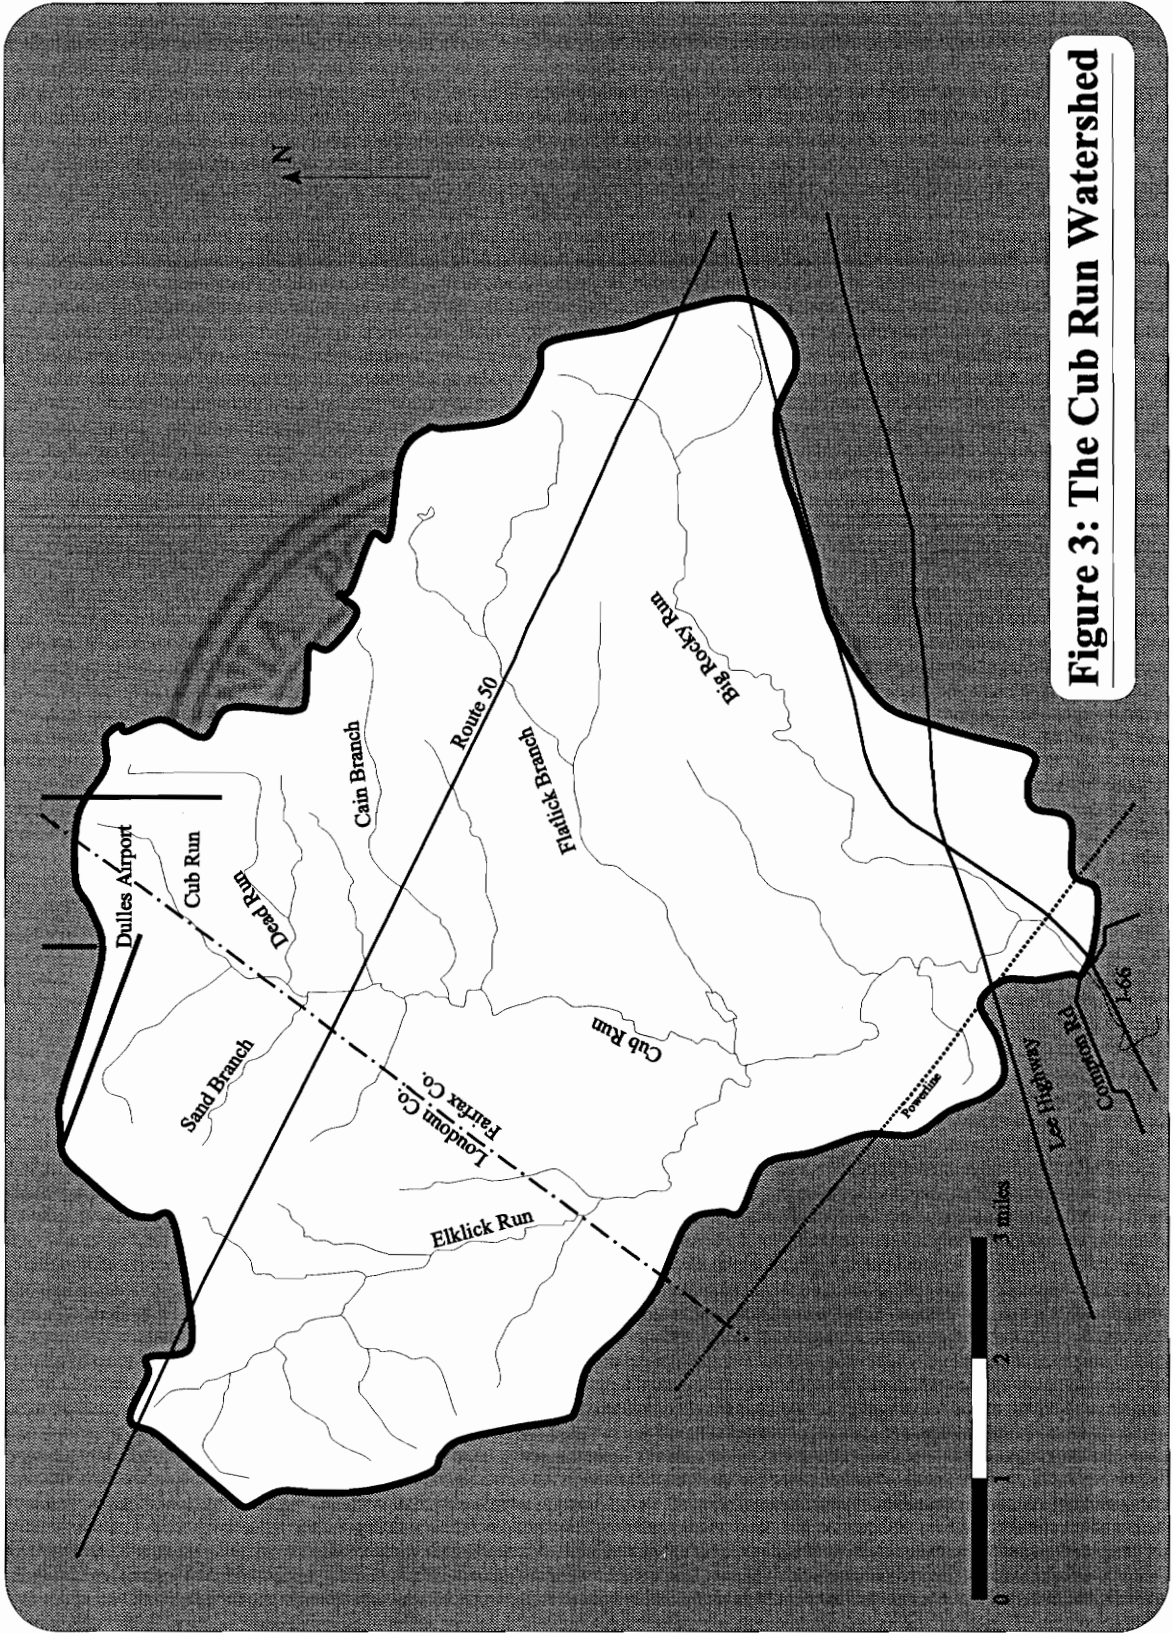 N
Dulles Airport
Cub Run
Dead Run
Sand Branch
Cain Branch
Route 50
Loudoun Co.
Fairfax Co.
Elklick Run
Flatlick Branch
Cub Run
Big Rocky Run
Powerline
Lee Highway
Compton Rd
I-66
0
1
2
3 miles
Figure 3: The Cub Run Watershed